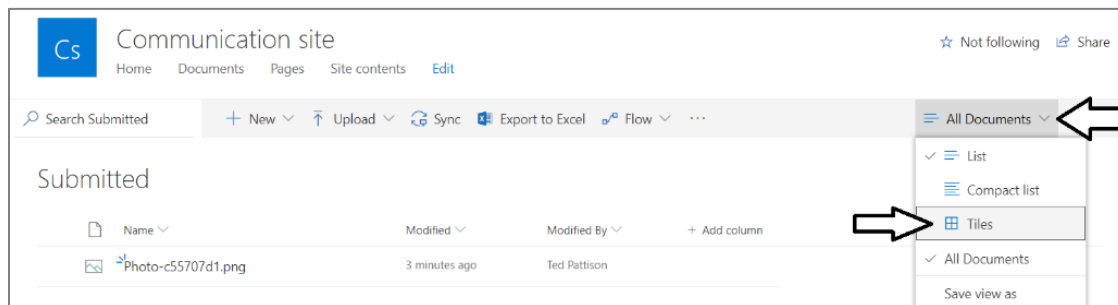 Cs
Communication site
Not following Share
Home Documents Pages Site contents Edit
Search Submitted New Upload Sync Export to Excel Flow ··· All Documents
List
Compact list
Tiles
All Documents
Save view as
Submitted
Name Modified Modified By + Add column
Photo-c55707d1.png 3 minutes ago Ted Pattison